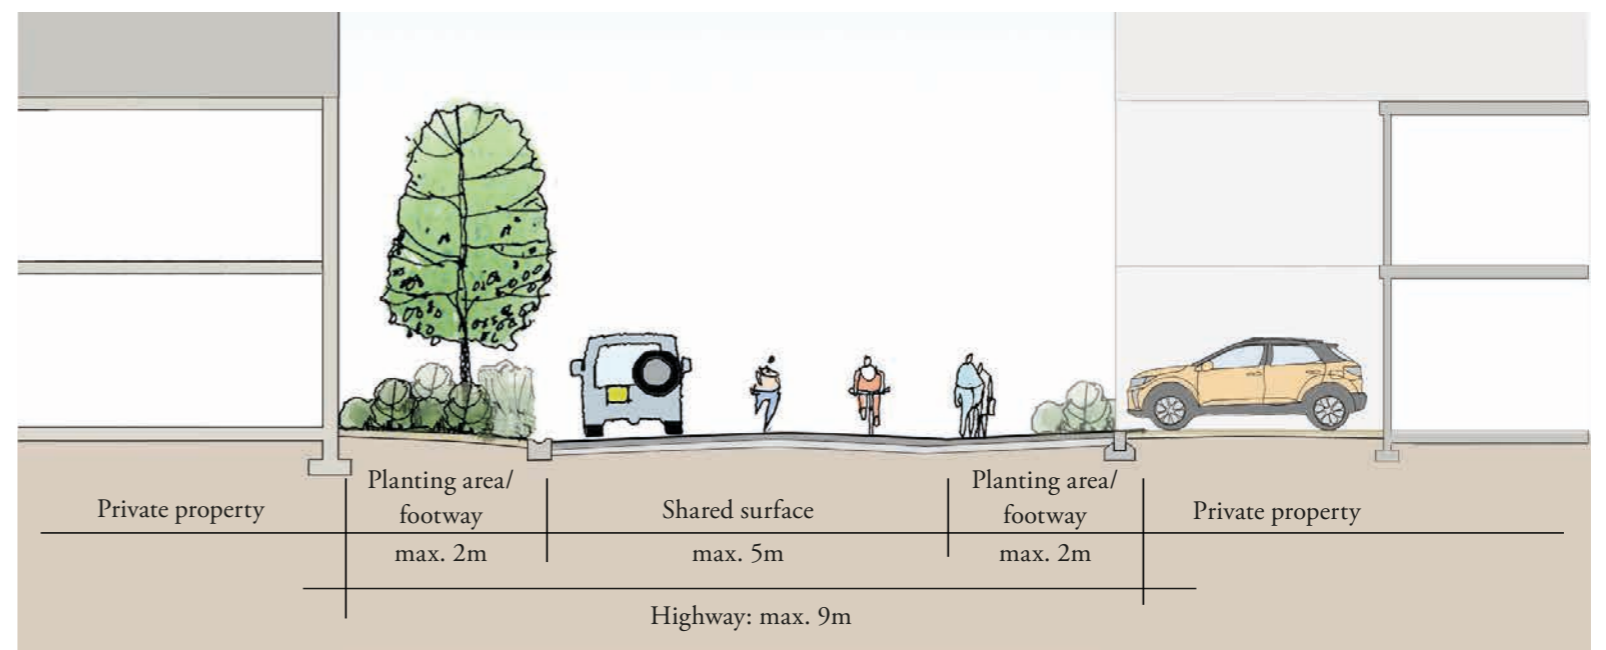 Planting area/
footway
Planting area/
footway
Private property
Shared surface
Private property
max. 2m
max. 5m
max. 2m
Highway: max. 9m